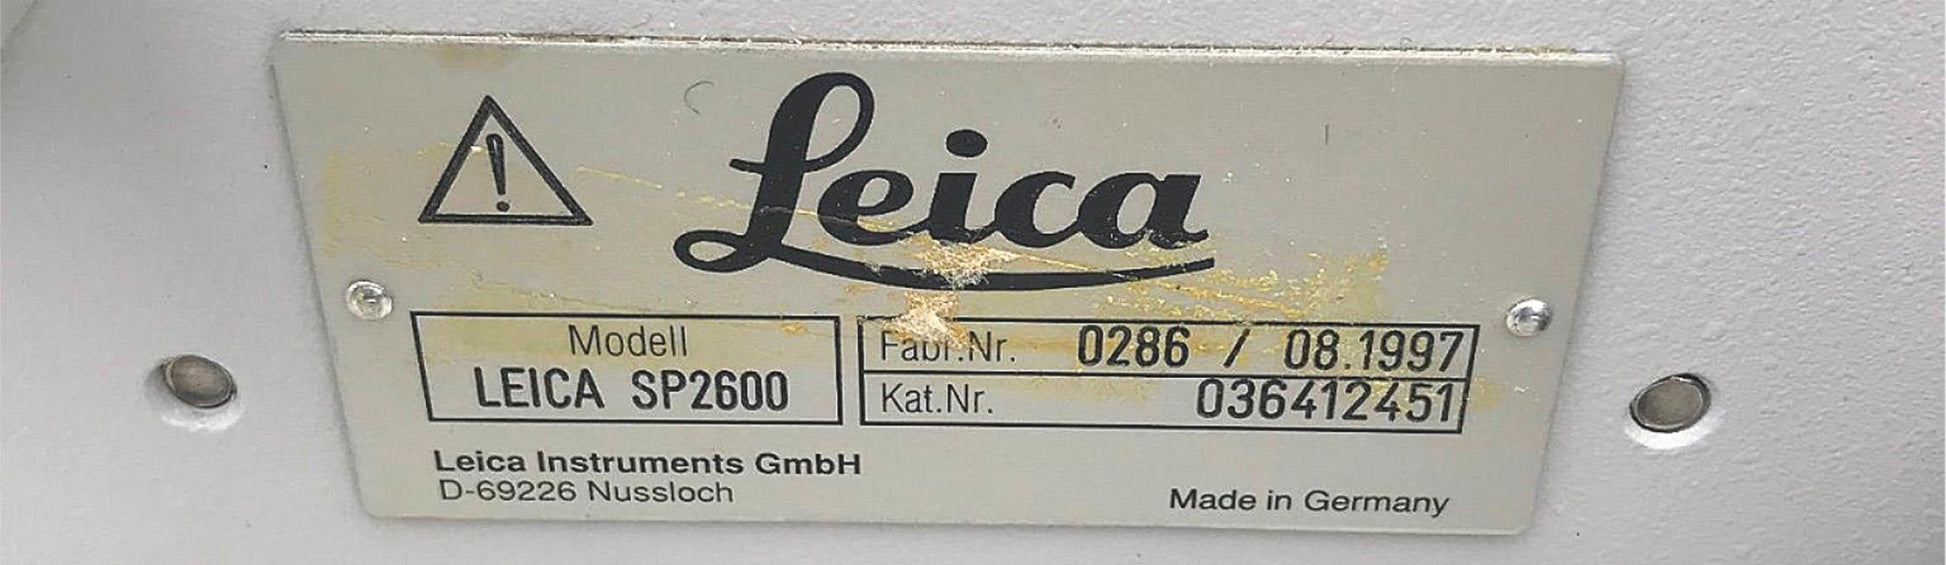 Leica
Modell
LEICA SP2600
Fabr.Nr. 0286 / 08.1997
Kat.Nr. 036412451
Leica Instruments GmbH
D-69226 Nussloch
Made in Germany